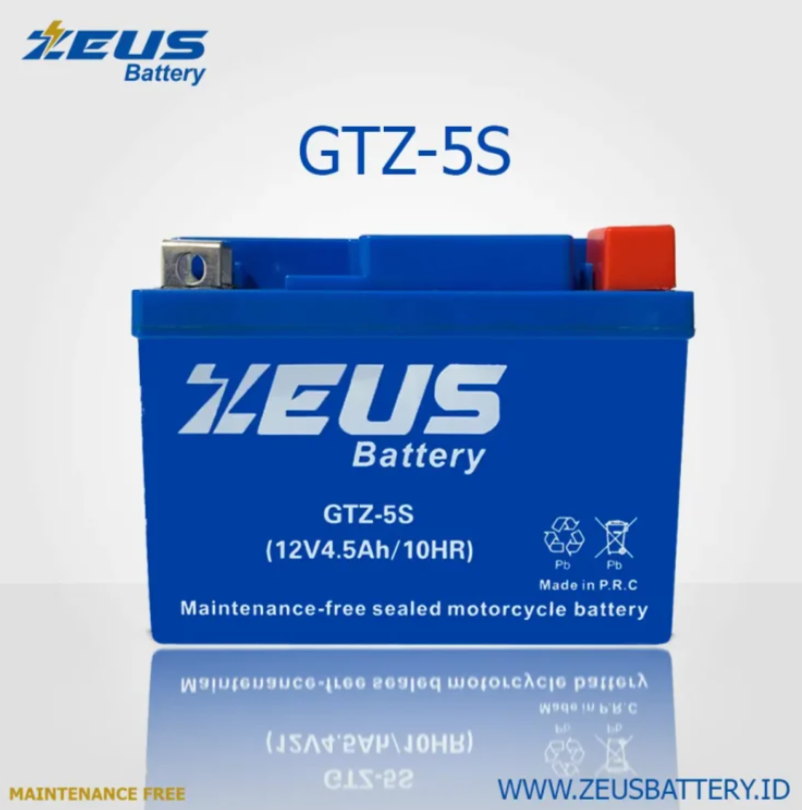 ZEUS
Battery
GTZ-5S
ZEUS
Battery
GTZ-5S
(12V4.5Ah/10HR)
Pb Pb
Made in P.R.C
Maintenance-free sealed motorcycle battery
MAINTENANCE FREE
WWW.ZEUSBATTERY.ID